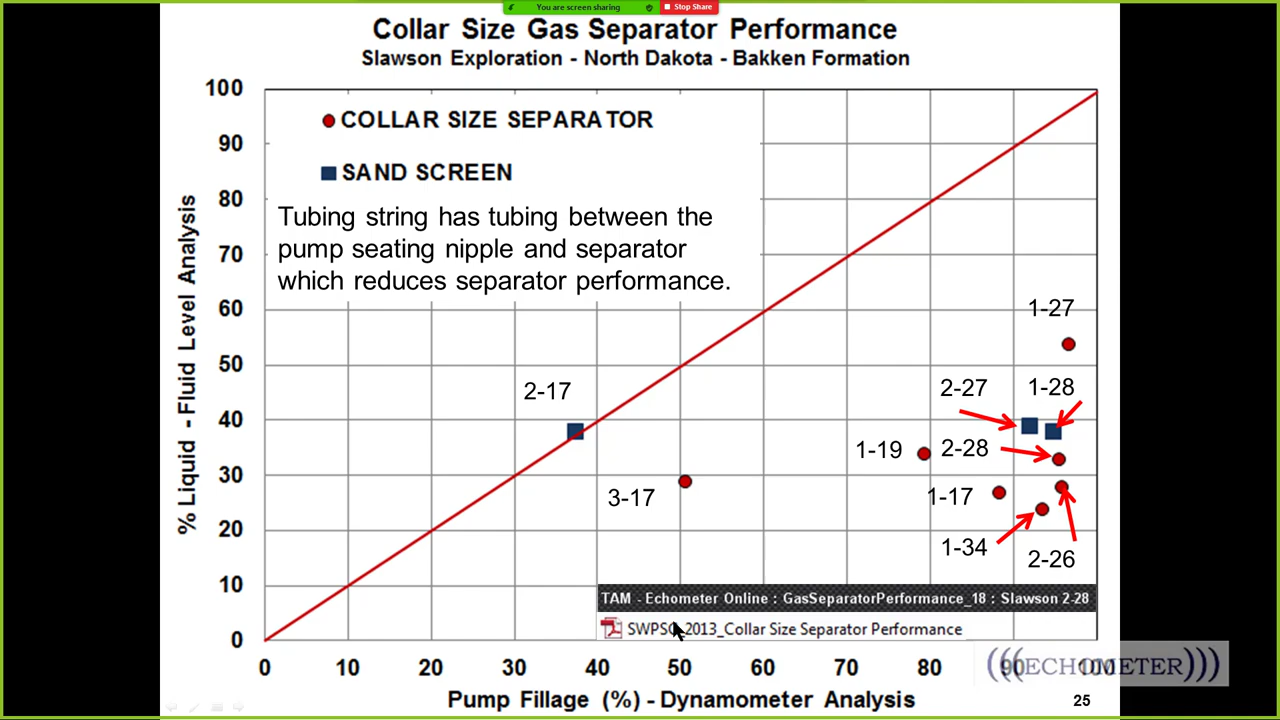 You are screen sharing
Stop Share
Collar Size Gas Separator Performance
Slawson Exploration - North Dakota - Bakken Formation
100
90
80
70
60
50
40
30
20
10
0
% Liquid - Fluid Level Analysis
COLLAR SIZE SEPARATOR
SAND SCREEN
Tubing string has tubing between the
pump seating nipple and separator
which reduces separator performance.
1-27
2-17
2-27
1-28
1-19
2-28
3-17
1-17
1-34
2-26
TAM - Echometer Online : GasSeparatorPerformance_18 : Slawson 2-28
SWPSC_2013_Collar Size Separator Performance
0 10 20 30 40 50 60 70 80 90 100
(((ECHOMETER)))
Pump Fillage (%) - Dynamometer Analysis
25